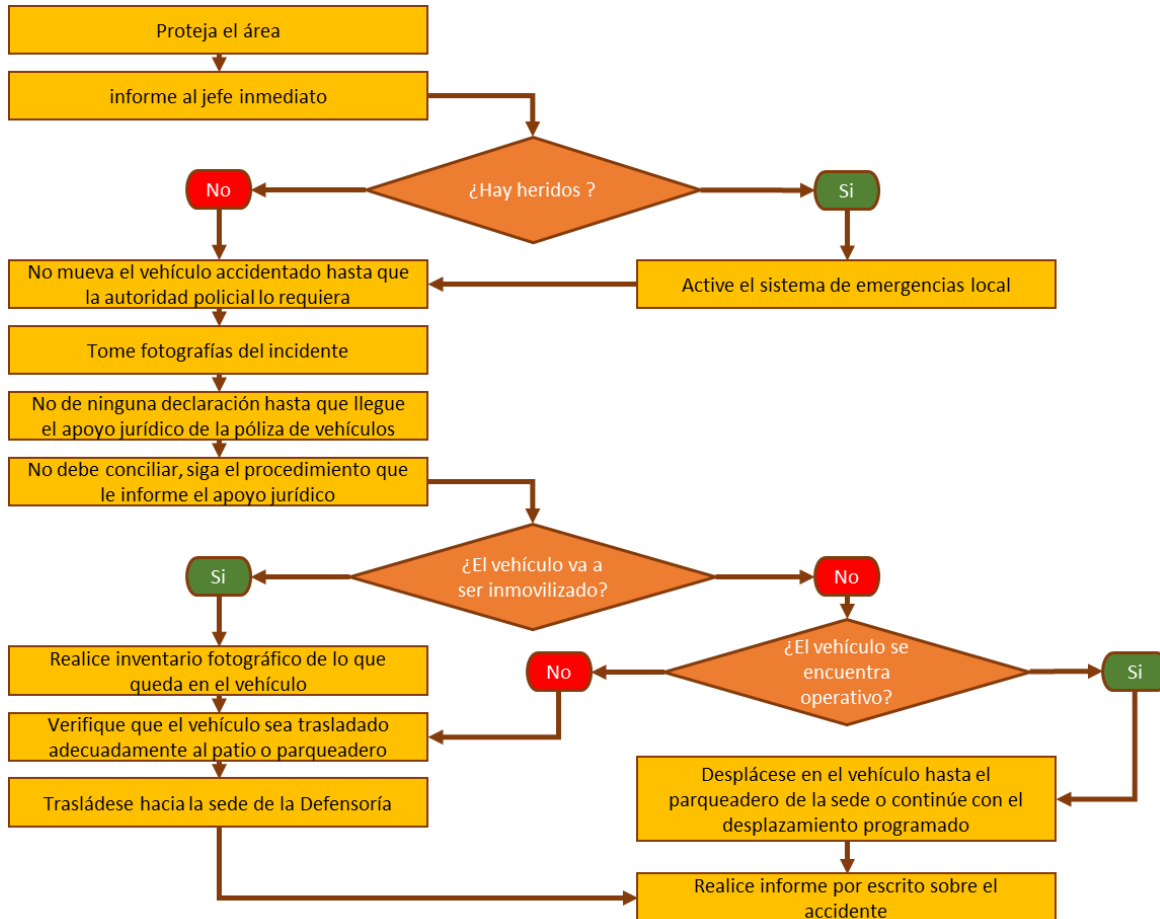 Proteja el área
informe al jefe inmediato
¿Hay heridos ?
No
Si
No mueva el vehículo accidentado hasta que
la autoridad policial lo requiera
Active el sistema de emergencias local
Tome fotografías del incidente
No de ninguna declaración hasta que llegue
el apoyo jurídico de la póliza de vehículos
No debe conciliar, siga el procedimiento que
le informe el apoyo jurídico
¿El vehículo va a
ser inmovilizado?
Si
No
¿El vehículo se
encuentra
operativo?
No
Si
Realice inventario fotográfico de lo que
queda en el vehículo
Verifique que el vehículo sea trasladado
adecuadamente al patio o parqueadero
Trasládese hacia la sede de la Defensoría
Desplácese en el vehículo hasta el
parqueadero de la sede o continúe con el
desplazamiento programado
Realice informe por escrito sobre el
accidente